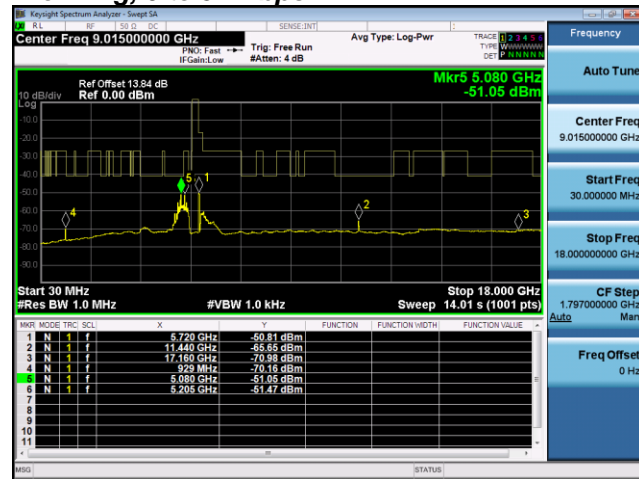 Keysight Spectrum Analyzer - Swept SA
RL RF 50 Ω DC SENSE:INT
Center Freq 9.015000000 GHz
PNO: Fast
IFGain:Low
Trig: Free Run
#Atten: 4 dB
Avg Type: Log-Pwr
TRACE 1 2 3 4 5 6
TYPE WWWWWW
DET P N N N N N
Frequency
Mkr5 5.080 GHz
-51.05 dBm
Ref Offset 13.84 dB
Ref 0.00 dBm
10 dB/div
Log
-10.0
-20.0
-30.0
-40.0
-50.0
-60.0
-70.0
-80.0
-90.0
5
1
4
2
3
Start 30 MHz
Stop 18.000 GHz
#Res BW 1.0 MHz
#VBW 1.0 kHz
Sweep 14.01 s (1001 pts)
MKR MODE TRC SCL X Y FUNCTION FUNCTION WIDTH FUNCTION VALUE
1 N 1 f 5.720 GHz -50.81 dBm
2 N 1 f 11.440 GHz -65.65 dBm
3 N 1 f 17.160 GHz -70.98 dBm
4 N 1 f 929 MHz -70.16 dBm
5 N 1 f 5.080 GHz -51.05 dBm
6 N 1 f 5.205 GHz -51.47 dBm
7
8
9
10
11
MSG
STATUS
Auto Tune
Center Freq
9.015000000 GHz
Start Freq
30.000000 MHz
Stop Freq
18.000000000 GHz
CF Step
1.797000000 GHz
Auto Man
Freq Offset
0 Hz